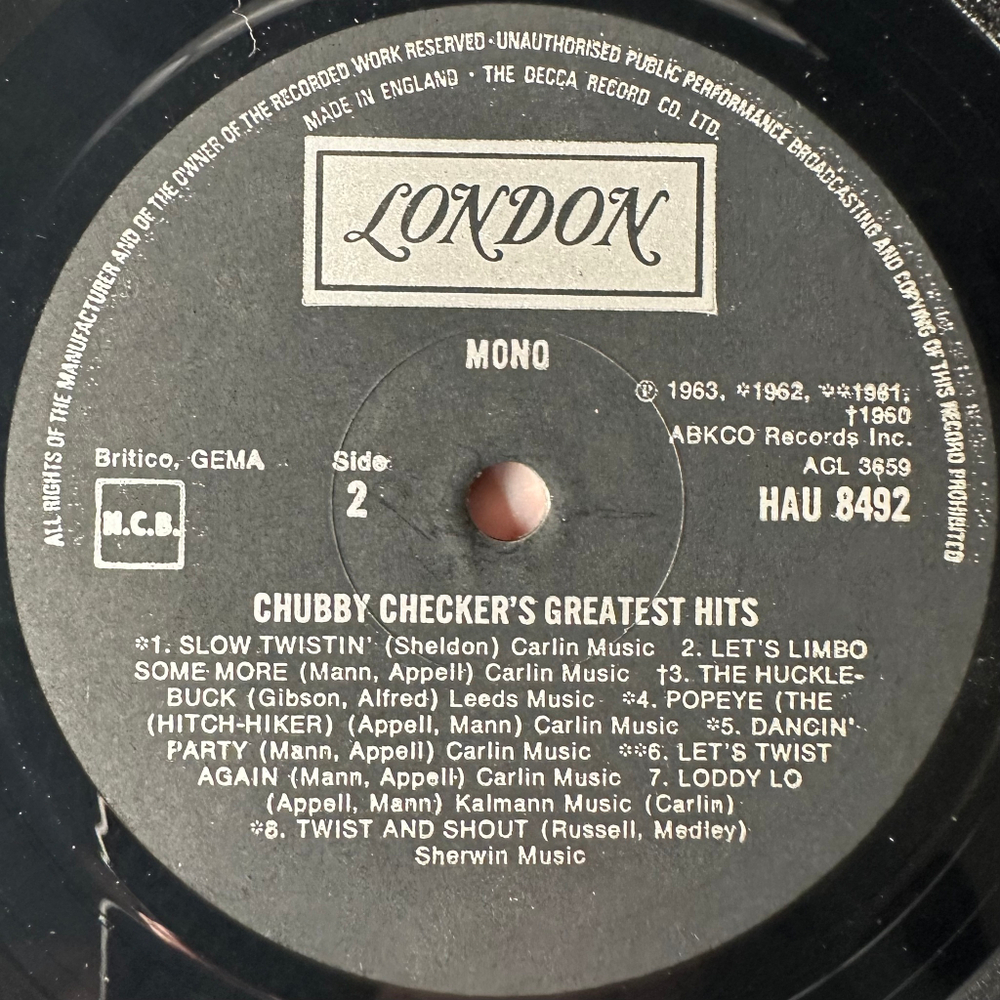 ALL RIGHTS OF THE MANUFACTURER AND OF THE OWNER OF THE RECORDED WORK RESERVED · UNAUTHORISED PUBLIC PERFORMANCE BROADCASTING AND COPYING OF THIS RECORD PROHIBITED
MADE IN ENGLAND · THE DECCA RECORD CO. LTD.
LONDON
MONO
℗ 1963, *1962, **1961,
†1960
ABKCO Records Inc.
Britico, GEMA
Side
ACL 3659
N.C.B.
2
HAU 8492
CHUBBY CHECKER'S GREATEST HITS
*1. SLOW TWISTIN' (Sheldon) Carlin Music 2. LET'S LIMBO
SOME MORE (Mann, Appell) Carlin Music †3. THE HUCKLE-
BUCK (Gibson, Alfred) Leeds Music *4. POPEYE (THE
(HITCH-HIKER) (Appell, Mann) Carlin Music *5. DANCIN'
PARTY (Mann, Appell) Carlin Music **6. LET'S TWIST
AGAIN (Mann, Appell) Carlin Music 7. LODDY LO
(Appell, Mann) Kalmann Music (Carlin)
*8. TWIST AND SHOUT (Russell, Medley)
Sherwin Music